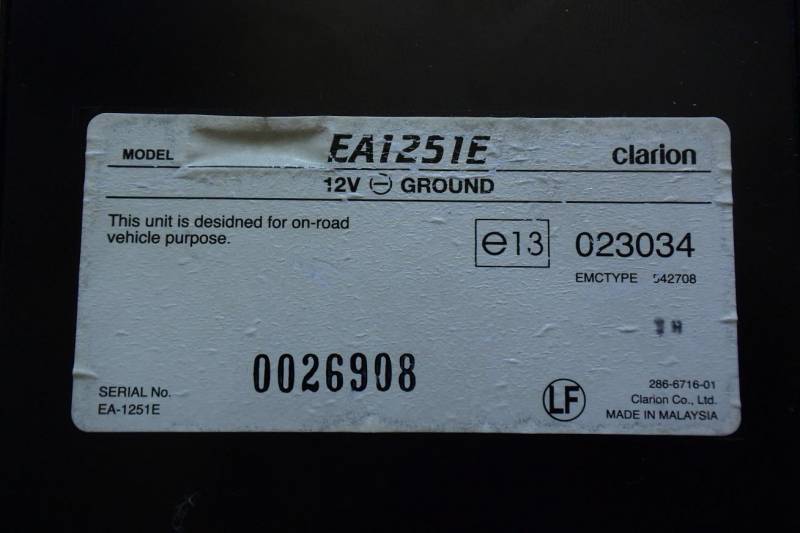 MODEL EA1251E clarion
12V ⊖ GROUND
This unit is desidned for on-road
vehicle purpose.
e13 023034
EMCTYPE 542708
0026908
SERIAL No.
EA-1251E
LF
286-6716-01
Clarion Co., Ltd.
MADE IN MALAYSIA